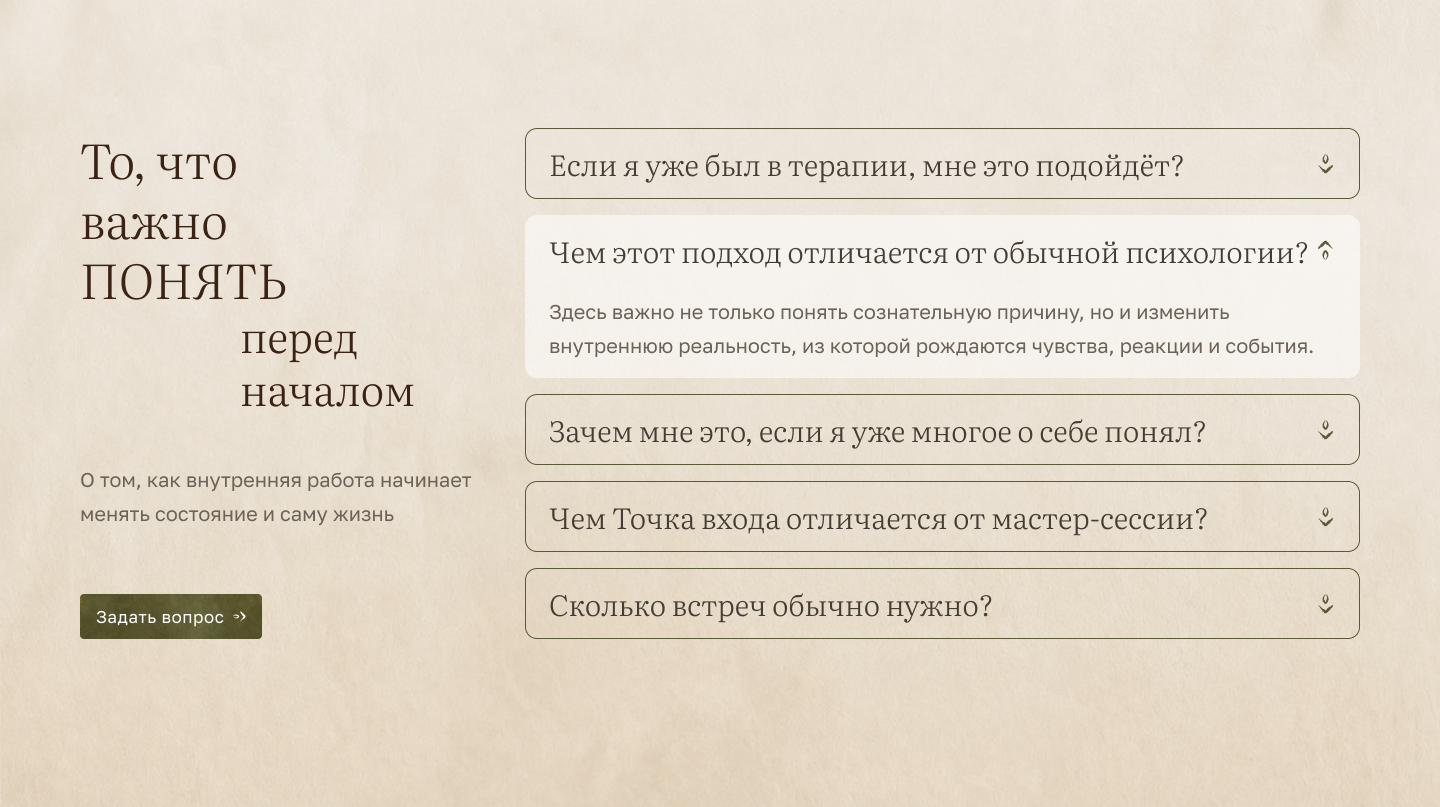 То, что
важно
ПОНЯТЬ
перед
началом
О том, как внутренняя работа начинает
менять состояние и саму жизнь
Задать вопрос
Если я уже был в терапии, мне это подойдёт?
Чем этот подход отличается от обычной психологии?
Здесь важно не только понять сознательную причину, но и изменить
внутреннюю реальность, из которой рождаются чувства, реакции и события.
Зачем мне это, если я уже многое о себе понял?
Чем Точка входа отличается от мастер-сессии?
Сколько встреч обычно нужно?